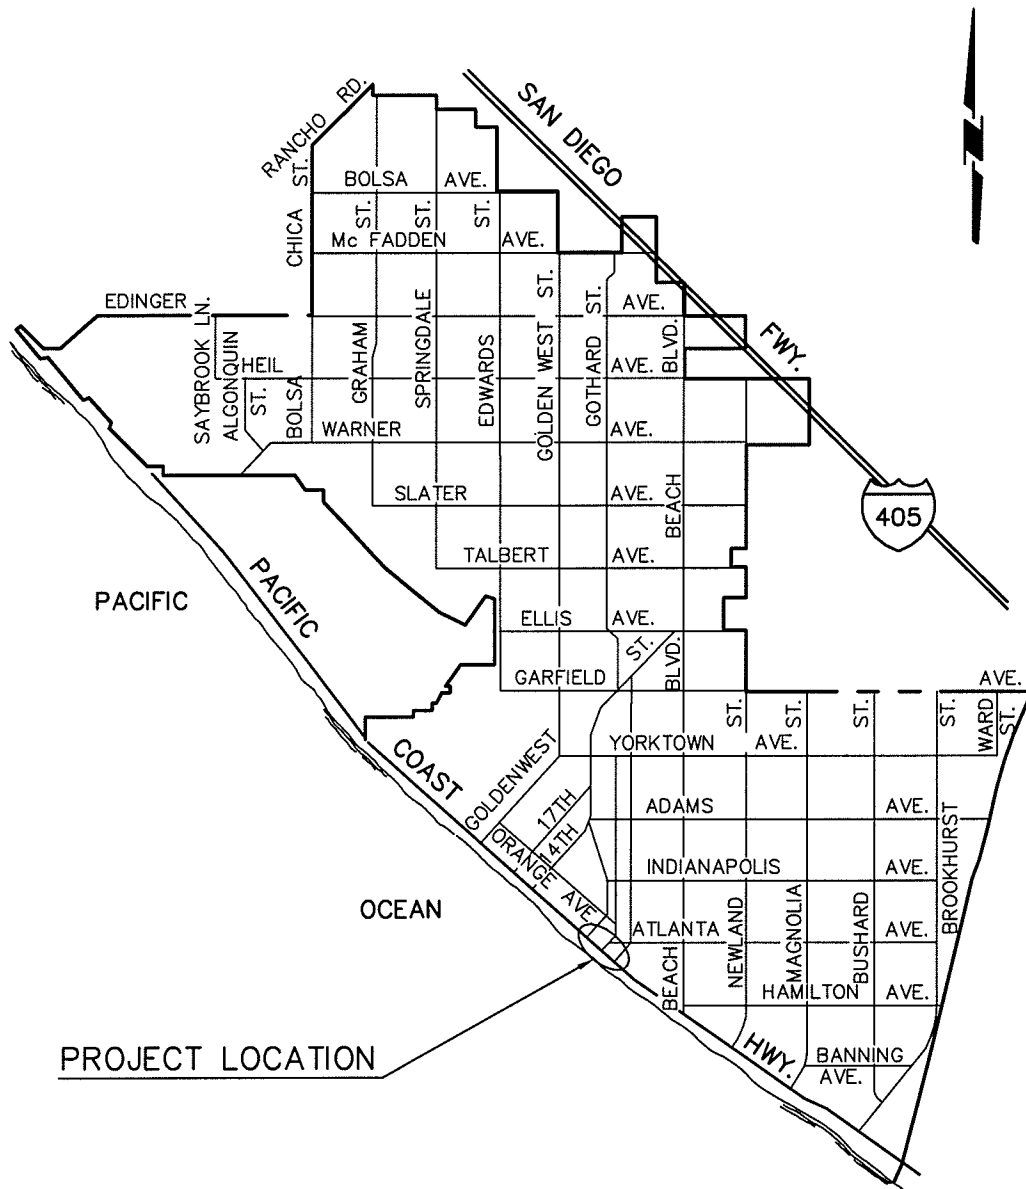 SAN DIEGO
RANCHO RD.
BOLSA AVE.
ST.
ST.
ST.
ST.
Mc FADDEN AVE.
CHICA
EDINGER
AVE.
SAYBROOK LN.
ALGONQUIN
ST.
HEIL
AVE.
BOLSA
GRAHAM
SPRINGDALE
EDWARDS
GOLDEN WEST ST.
GOTHARD ST.
BLVD.
FWY.
WARNER AVE.
SLATER AVE.
BEACH
405
TALBERT AVE.
PACIFIC
PACIFIC
ELLIS AVE.
ST.
GARFIELD
BLVD.
AVE.
ST.
ST.
ST.
ST.
WARD
ST.
COAST
GOLDENWEST
YORKTOWN AVE.
17TH
14TH
ADAMS AVE.
ORANGE AVE
INDIANAPOLIS AVE.
BROOKHURST
OCEAN
ATLANTA AVE.
NEWLAND
MAGNOLIA
BUSHARD
BEACH
HAMILTON AVE.
HWY.
PROJECT LOCATION
BANNING
AVE.